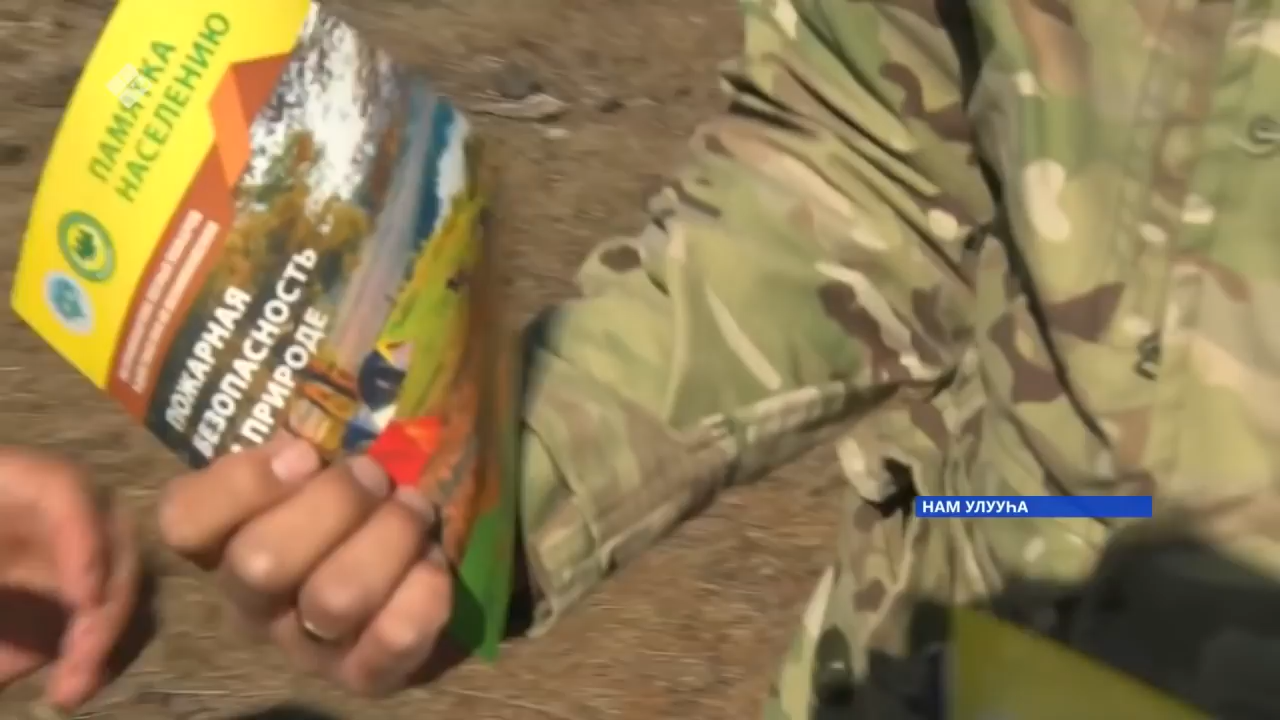 ПАМЯТКА
НАСЕЛЕНИЮ
ПОЖАРНАЯ
БЕЗОПАСНОСТЬ
ПРИРОДЕ
НАМ УЛУУҺА